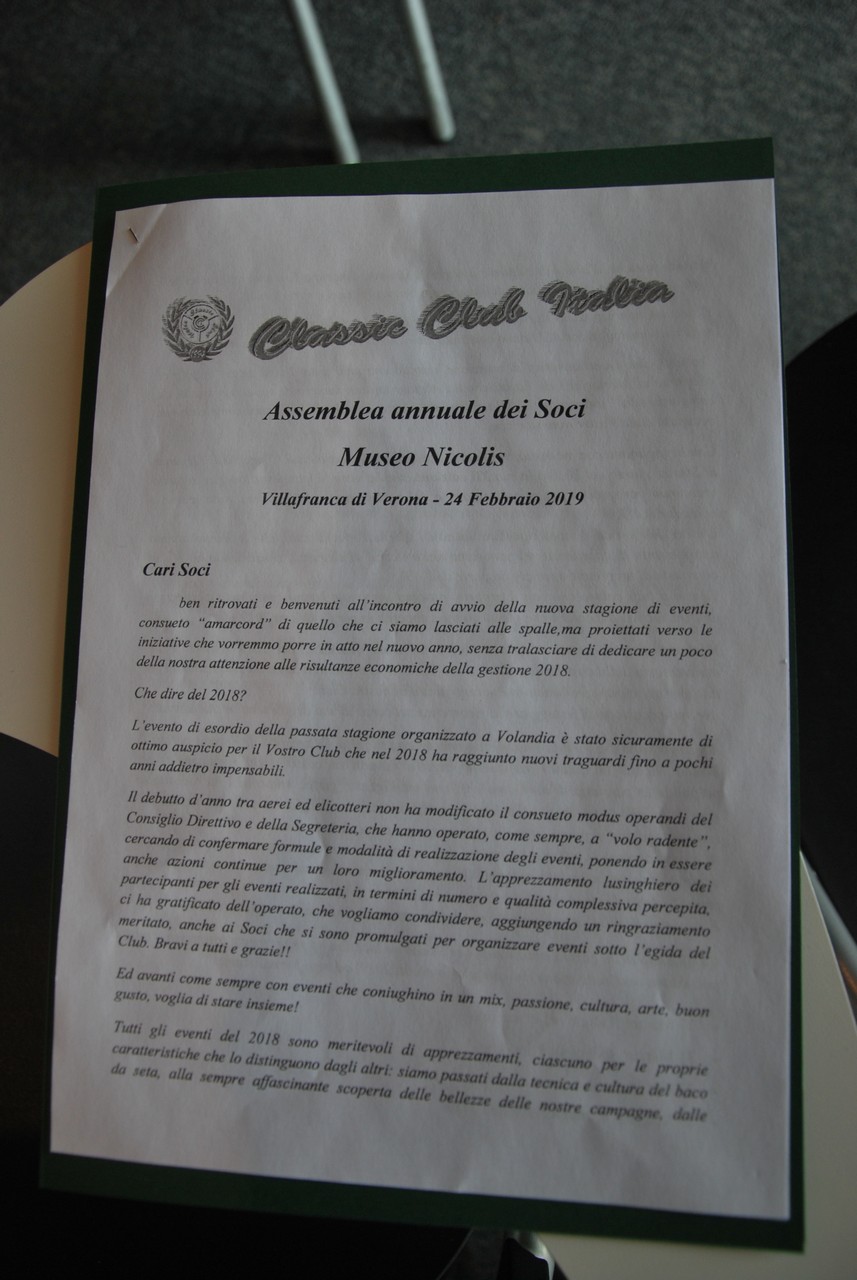 Classic Club Italia
Assemblea annuale dei Soci
Museo Nicolis
Villafranca di Verona - 24 Febbraio 2019
Cari Soci
ben ritrovati e benvenuti all'incontro di avvio della nuova stagione di eventi,
consueto "amarcord" di quello che ci siamo lasciati alle spalle,ma proiettati verso le
iniziative che vorremmo porre in atto nel nuovo anno, senza tralasciare di dedicare un poco
della nostra attenzione alle risultanze economiche della gestione 2018.
Che dire del 2018?
L'evento di esordio della passata stagione organizzato a Volandia è stato sicuramente di
ottimo auspicio per il Vostro Club che nel 2018 ha raggiunto nuovi traguardi fino a pochi
anni addietro impensabili.
Il debutto d'anno tra aerei ed elicotteri non ha modificato il consueto modus operandi del
Consiglio Direttivo e della Segreteria, che hanno operato, come sempre, a "volo radente",
cercando di confermare formule e modalità di realizzazione degli eventi, ponendo in essere
anche azioni continue per un loro miglioramento. L'apprezzamento lusinghiero dei
partecipanti per gli eventi realizzati, in termini di numero e qualità complessiva percepita,
ci ha gratificato dell'operato, che vogliamo condividere, aggiungendo un ringraziamento
meritato, anche ai Soci che si sono promulgati per organizzare eventi sotto l'egida del
Club. Bravi a tutti e grazie!!
Ed avanti come sempre con eventi che coniughino in un mix, passione, cultura, arte, buon
gusto, voglia di stare insieme!
Tutti gli eventi del 2018 sono meritevoli di apprezzamenti, ciascuno per le proprie
caratteristiche che lo distinguono dagli altri: siamo passati dalla tecnica e cultura del baco
da seta, alla sempre affascinante scoperta delle bellezze delle nostre campagne, dalle